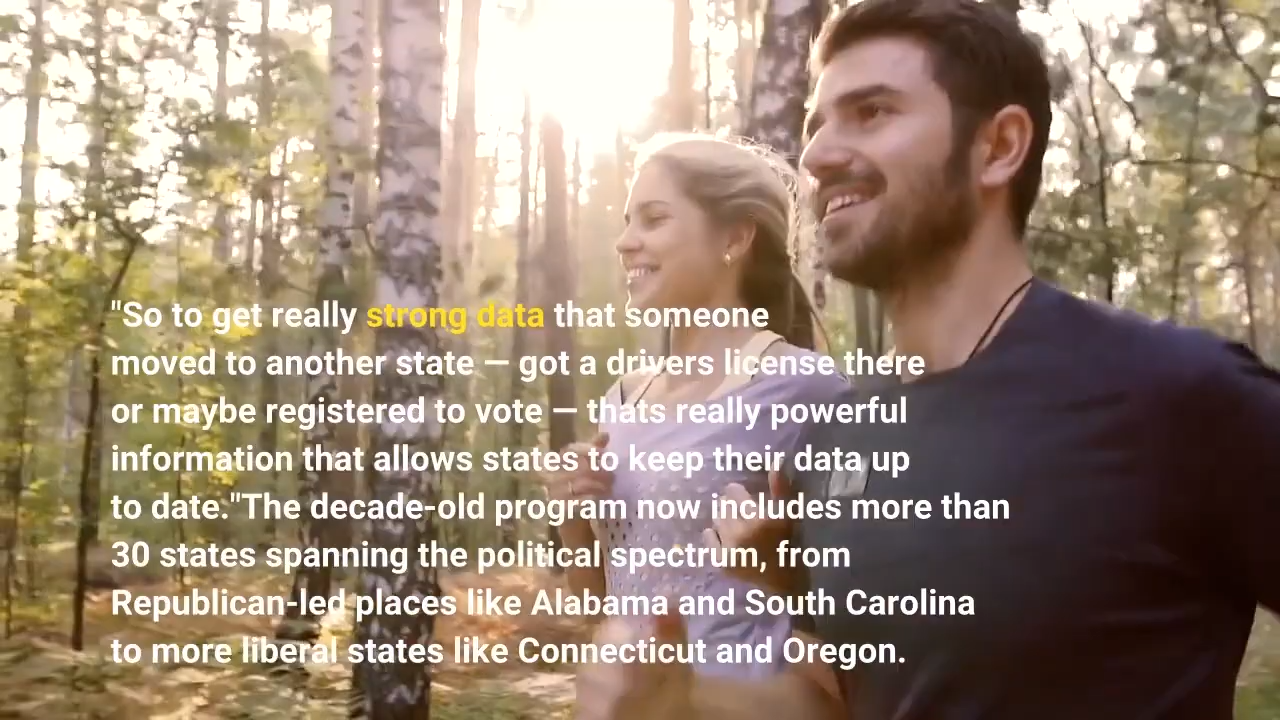 "So to get really strong data that someone
moved to another state — got a drivers license there
or maybe registered to vote — thats really powerful
information that allows states to keep their data up
to date."The decade-old program now includes more than
30 states spanning the political spectrum, from
Republican-led places like Alabama and South Carolina
to more liberal states like Connecticut and Oregon.